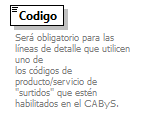 Codigo
Será obligatorio para las
líneas de detalle que utilicen
uno de
los códigos de
producto/servicio de
"surtidos" que estén
habilitados en el CAByS.